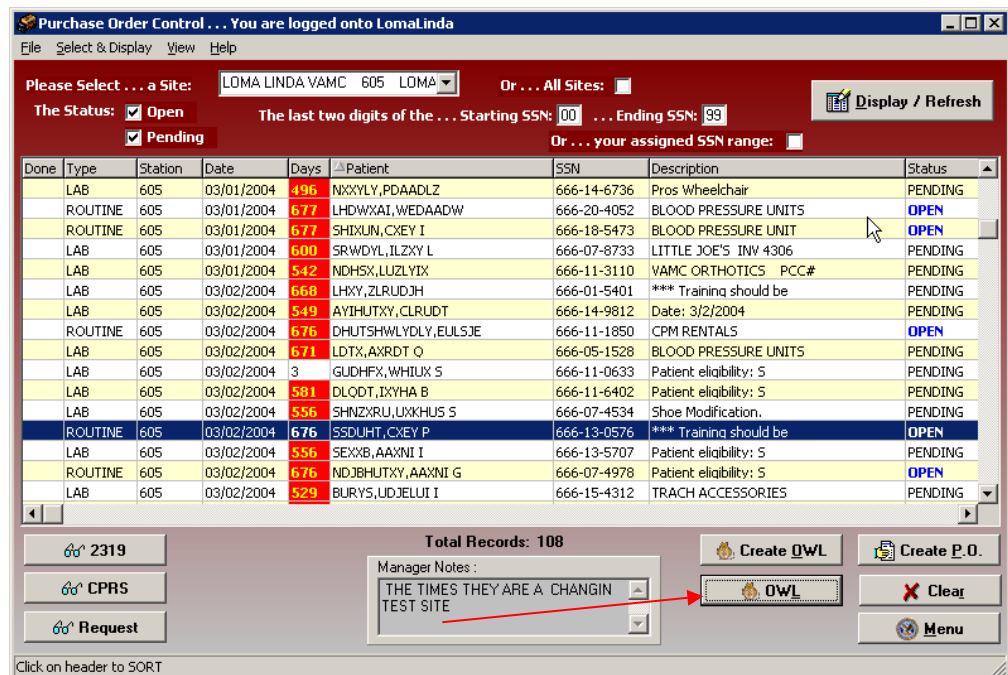 Purchase Order Control . . . You are logged onto LomaLinda
File Select & Display View Help
Please Select . . . a Site: LOMA LINDA VAMC 605 LOMA Or . . . All Sites:
Display / Refresh
The Status: Open The last two digits of the . . . Starting SSN: 00 . . . Ending SSN: 99
Pending Or . . . your assigned SSN range:
Done Type Station Date Days Patient SSN Description Status
LAB 605 03/01/2004 496 NXXYLY,PDAADLZ 666-14-6736 Pros Wheelchair PENDING
ROUTINE 605 03/01/2004 677 LHDWXAI,WEDAADW 666-20-4052 BLOOD PRESSURE UNITS OPEN
ROUTINE 605 03/01/2004 677 SHIXUN,CXEY I 666-18-5473 BLOOD PRESSURE UNIT OPEN
LAB 605 03/01/2004 600 SRWDYL,ILZXY L 666-07-8733 LITTLE JOE'S INV 4306 PENDING
LAB 605 03/01/2004 542 NDHSX,LUZLYIX 666-11-3110 VAMC ORTHOTICS PCC# PENDING
LAB 605 03/02/2004 668 LHXY,ZLRUDJH 666-01-5401 *** Training should be PENDING
LAB 605 03/02/2004 549 AYIHUTXY,CLRUDT 666-14-9812 Date: 3/2/2004 PENDING
ROUTINE 605 03/02/2004 676 DHUTSHWLYDLY,EULSJE 666-11-1850 CPM RENTALS OPEN
LAB 605 03/02/2004 671 LDTX,AXRDT Q 666-05-1528 BLOOD PRESSURE UNITS PENDING
LAB 605 03/02/2004 3 GUDHFX,WHIUX S 666-11-0633 Patient eligibility: S PENDING
LAB 605 03/02/2004 581 DLQDT,IXYHA B 666-11-6402 Patient eligibility: S PENDING
LAB 605 03/02/2004 556 SHNZXRU,UXKHUS S 666-07-4534 Shoe Modification. PENDING
ROUTINE 605 03/02/2004 676 SSDUHT,CXEY P 666-13-0576 *** Training should be OPEN
LAB 605 03/02/2004 556 SEXXB,AAXNI I 666-13-5707 Patient eligibility: S PENDING
ROUTINE 605 03/02/2004 676 NDJBHUTXY,AAXNI G 666-07-4978 Patient eligibility: S OPEN
LAB 605 03/02/2004 529 BURYS,UDJELUI I 666-15-4312 TRACH ACCESSORIES PENDING
2319
CPRS
Request
Total Records: 108
Manager Notes :
THE TIMES THEY ARE A CHANGIN
TEST SITE
Create OWL
Create P.O.
OWL
Clear
Menu
Click on header to SORT